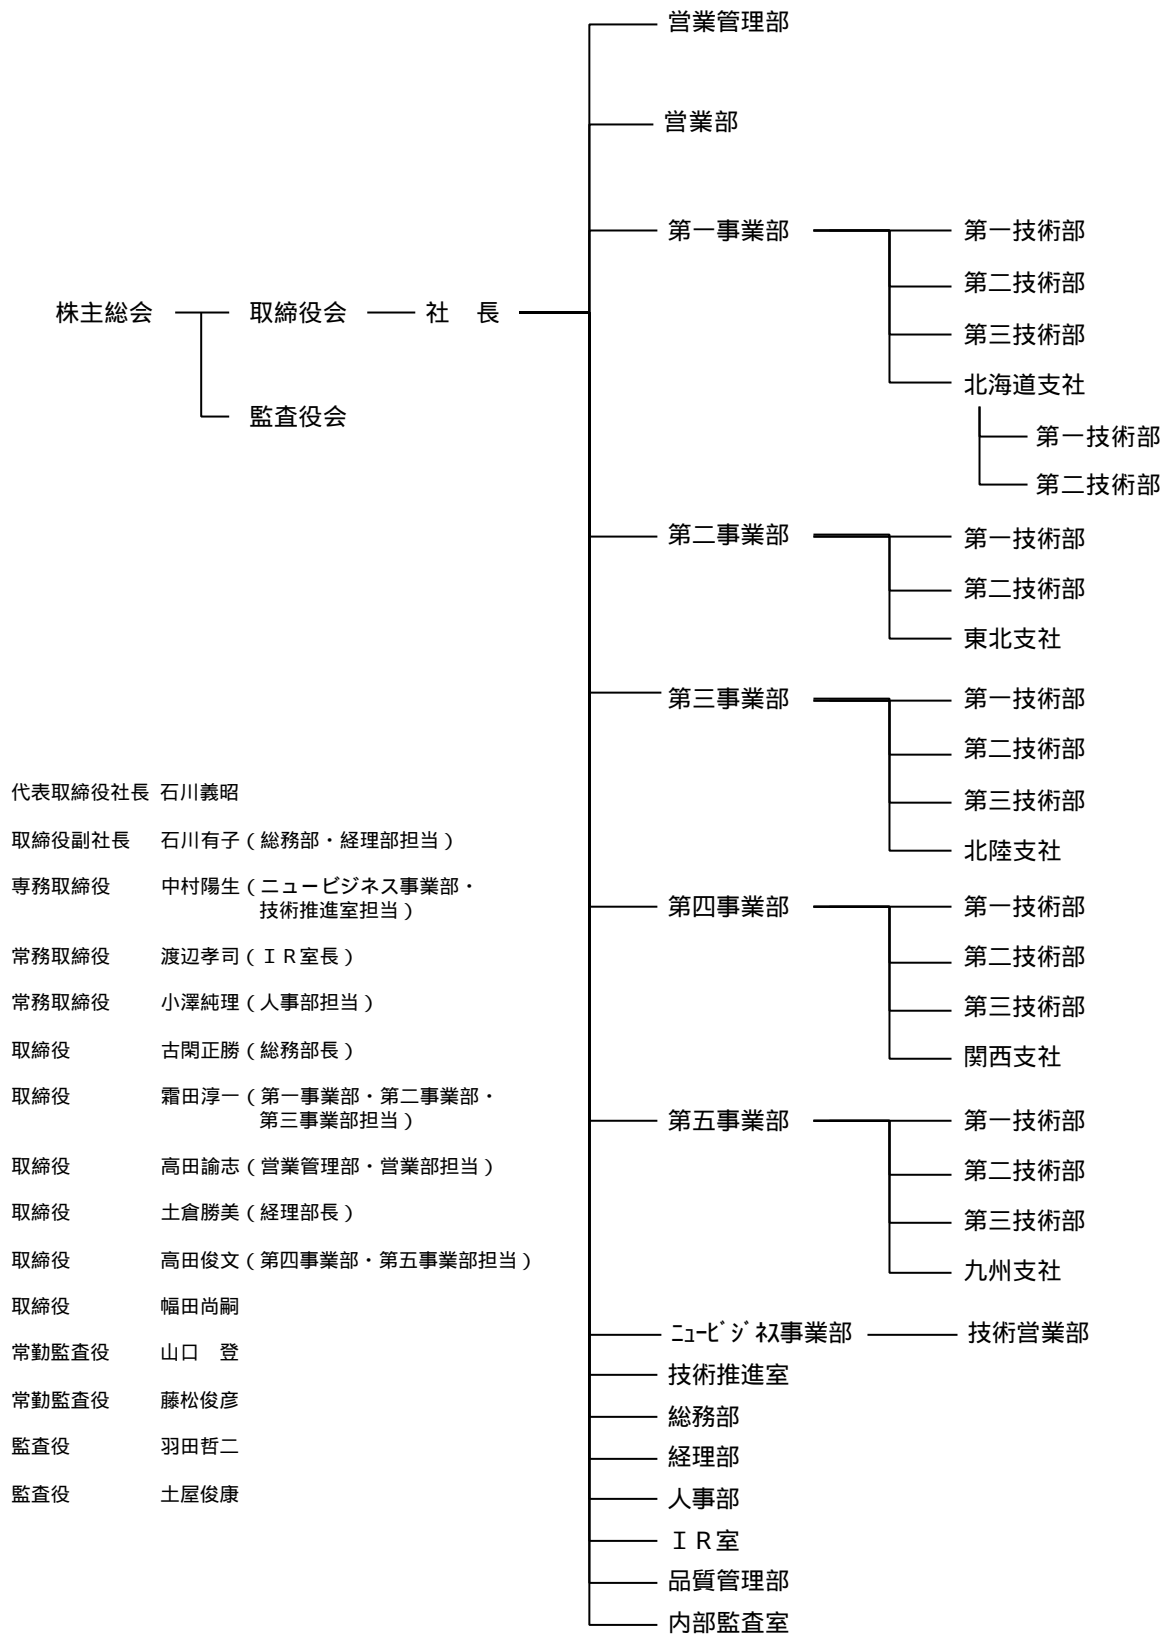 営業管理部
営業部
第一事業部
第一技術部
第二技術部
第三技術部
北海道支社
第一技術部
第二技術部
株主総会
取締役会
社　長
監査役会
第二事業部
第一技術部
第二技術部
東北支社
第三事業部
第一技術部
第二技術部
第三技術部
北陸支社
第四事業部
第一技術部
第二技術部
第三技術部
関西支社
第五事業部
第一技術部
第二技術部
第三技術部
九州支社
ﾆｭｰﾋﾞｼﾞﾈｽ事業部
技術営業部
技術推進室
総務部
経理部
人事部
ＩＲ室
品質管理部
内部監査室
代表取締役社長 石川義昭
取締役副社長 石川有子（総務部・経理部担当）
専務取締役 中村陽生（ニュービジネス事業部・
技術推進室担当）
常務取締役 渡辺孝司（ＩＲ室長）
常務取締役 小澤純理（人事部担当）
取締役 古閑正勝（総務部長）
取締役 霜田淳一（第一事業部・第二事業部・
第三事業部担当）
取締役 高田諭志（営業管理部・営業部担当）
取締役 土倉勝美（経理部長）
取締役 高田俊文（第四事業部・第五事業部担当）
取締役 幅田尚嗣
常勤監査役 山口　登
常勤監査役 藤松俊彦
監査役 羽田哲二
監査役 土屋俊康